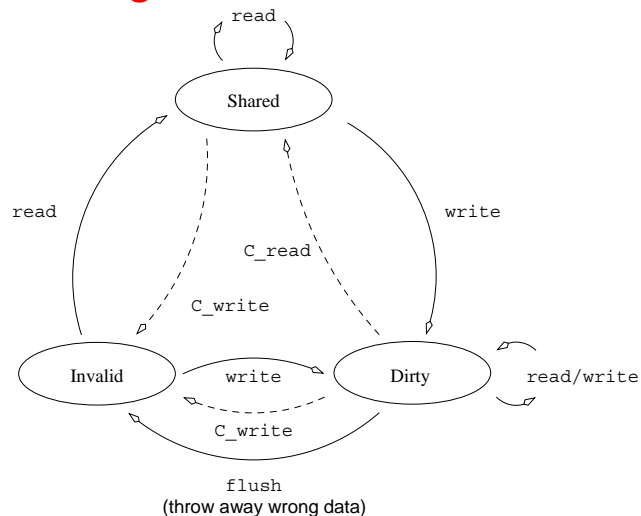 read
Shared
read
write
C_read
C_write
Invalid
write
Dirty
read/write
C_write
flush
(throw away wrong data)